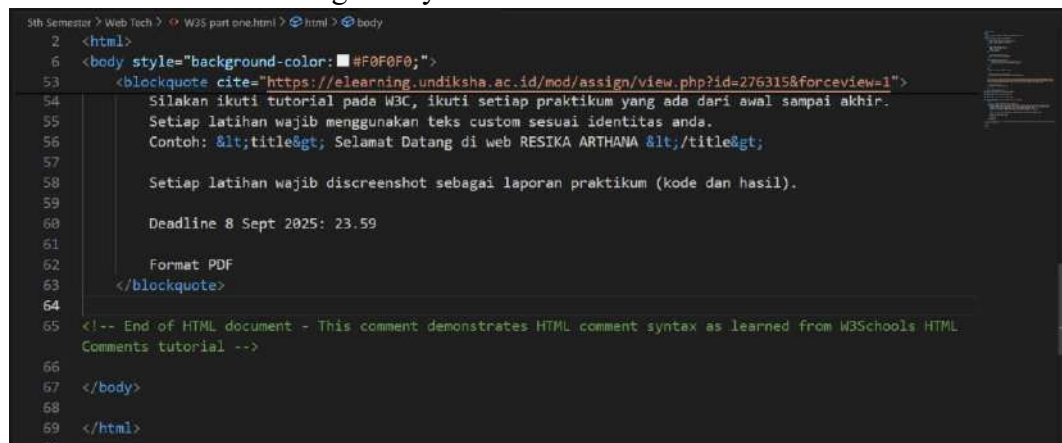 5th Semester > Web Tech > W3S part one.html > html > body
2 <html>
6 <body style="background-color: #F0F0F0;">
53 <blockquote cite="https://elearning.undiksha.ac.id/mod/assign/view.php?id=276315&forceview=1">
54 Silakan ikuti tutorial pada W3C, ikuti setiap praktikum yang ada dari awal sampai akhir.
55 Setiap latihan wajib menggunakan teks custom sesuai identitas anda.
56 Contoh: &lt;title&gt; Selamat Datang di web RESIKA ARTHANA &lt;/title&gt;
57
58 Setiap latihan wajib discreenshot sebagai laporan praktikum (kode dan hasil).
59
60 Deadline 8 Sept 2025: 23.59
61
62 Format PDF
63 </blockquote>
64
65 <!-- End of HTML document - This comment demonstrates HTML comment syntax as learned from W3Schools HTML
Comments tutorial -->
66
67 </body>
68
69 </html>